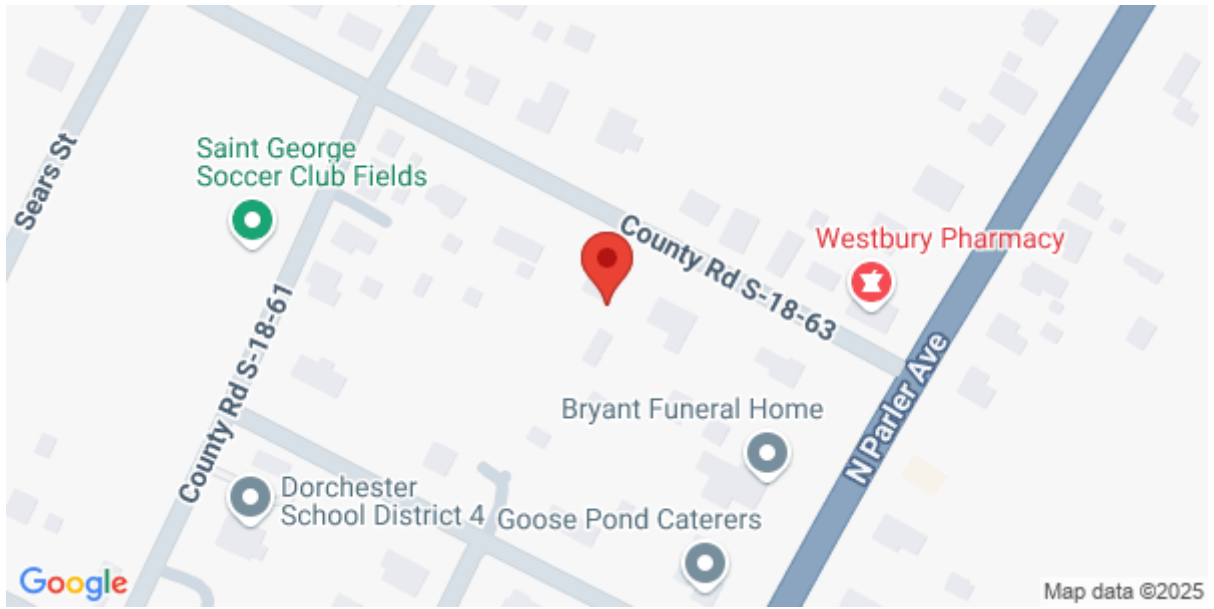 Sears St
Saint George
Soccer Club Fields
County Rd S-18-63
Westbury Pharmacy
County Rd S-18-61
N Parler Ave
Bryant Funeral Home
Dorchester
School District 4
Goose Pond Caterers
Google
Map data ©2025